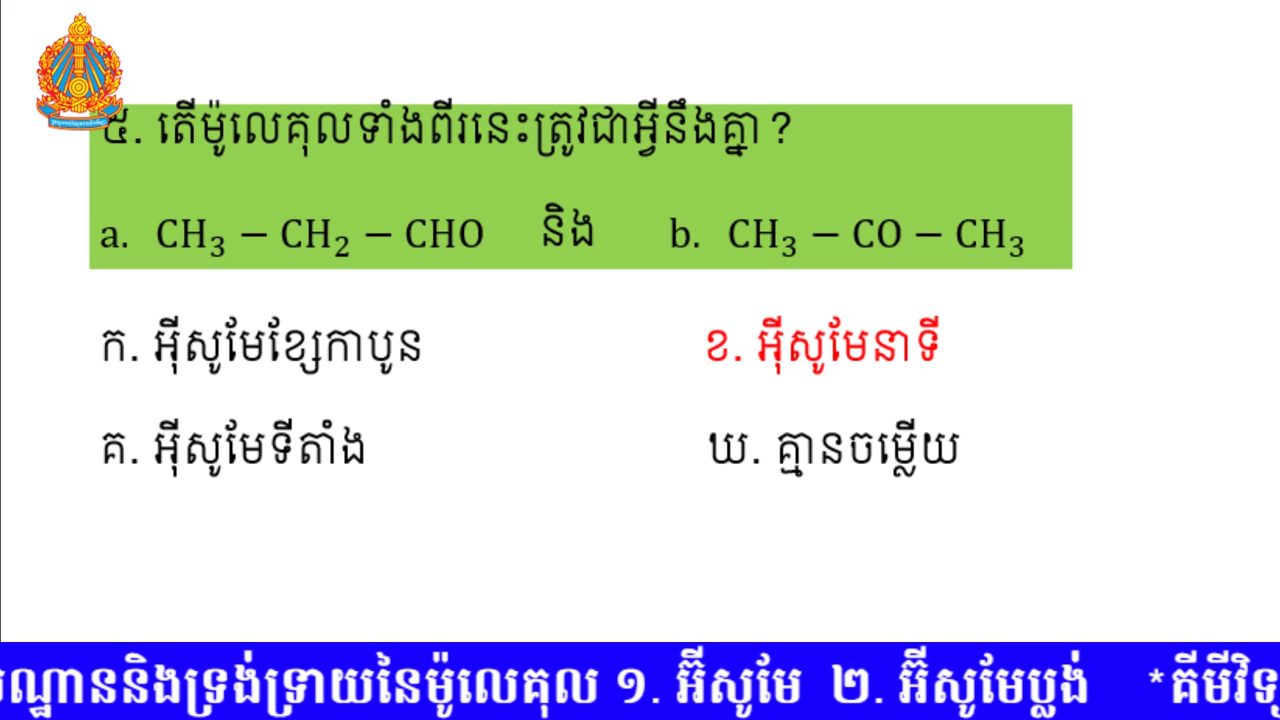 ៥. តើម៉ូលេគុលទាំងពីរនេះត្រូវជាអ្វីនឹងគ្នា ?
a. CH₃ − CH₂ − CHO និង b. CH₃ − CO − CH₃
ក. អ៊ីសូមែខ្សែកាបូន ខ. អ៊ីសូមែនាទី
គ. អ៊ីសូមែទីតាំង ឃ. គ្មានចម្លើយ
និងទ្រង់ទ្រាយនៃម៉ូលេគុល ១. អ៊ីសូមែ ២. អ៊ីសូមែប្លង់ *គីមីវិទ្យ